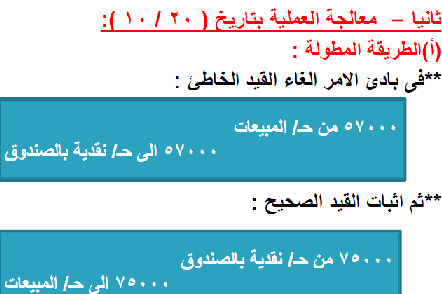 ثانيا – معالجة العملية بتاريخ ( ٢٠ / ١٠ ):
(أ)الطريقة المطولة :
**في بادئ الامر الغاء القيد الخاطئ :
٥٧٠٠٠ من حـ/ المبيعات
٥٧٠٠٠ الى حـ/ نقدية بالصندوق
**ثم اثبات القيد الصحيح :
٧٥٠٠٠ من حـ/ نقدية بالصندوق
٧٥٠٠٠ الى حـ/ المبيعات